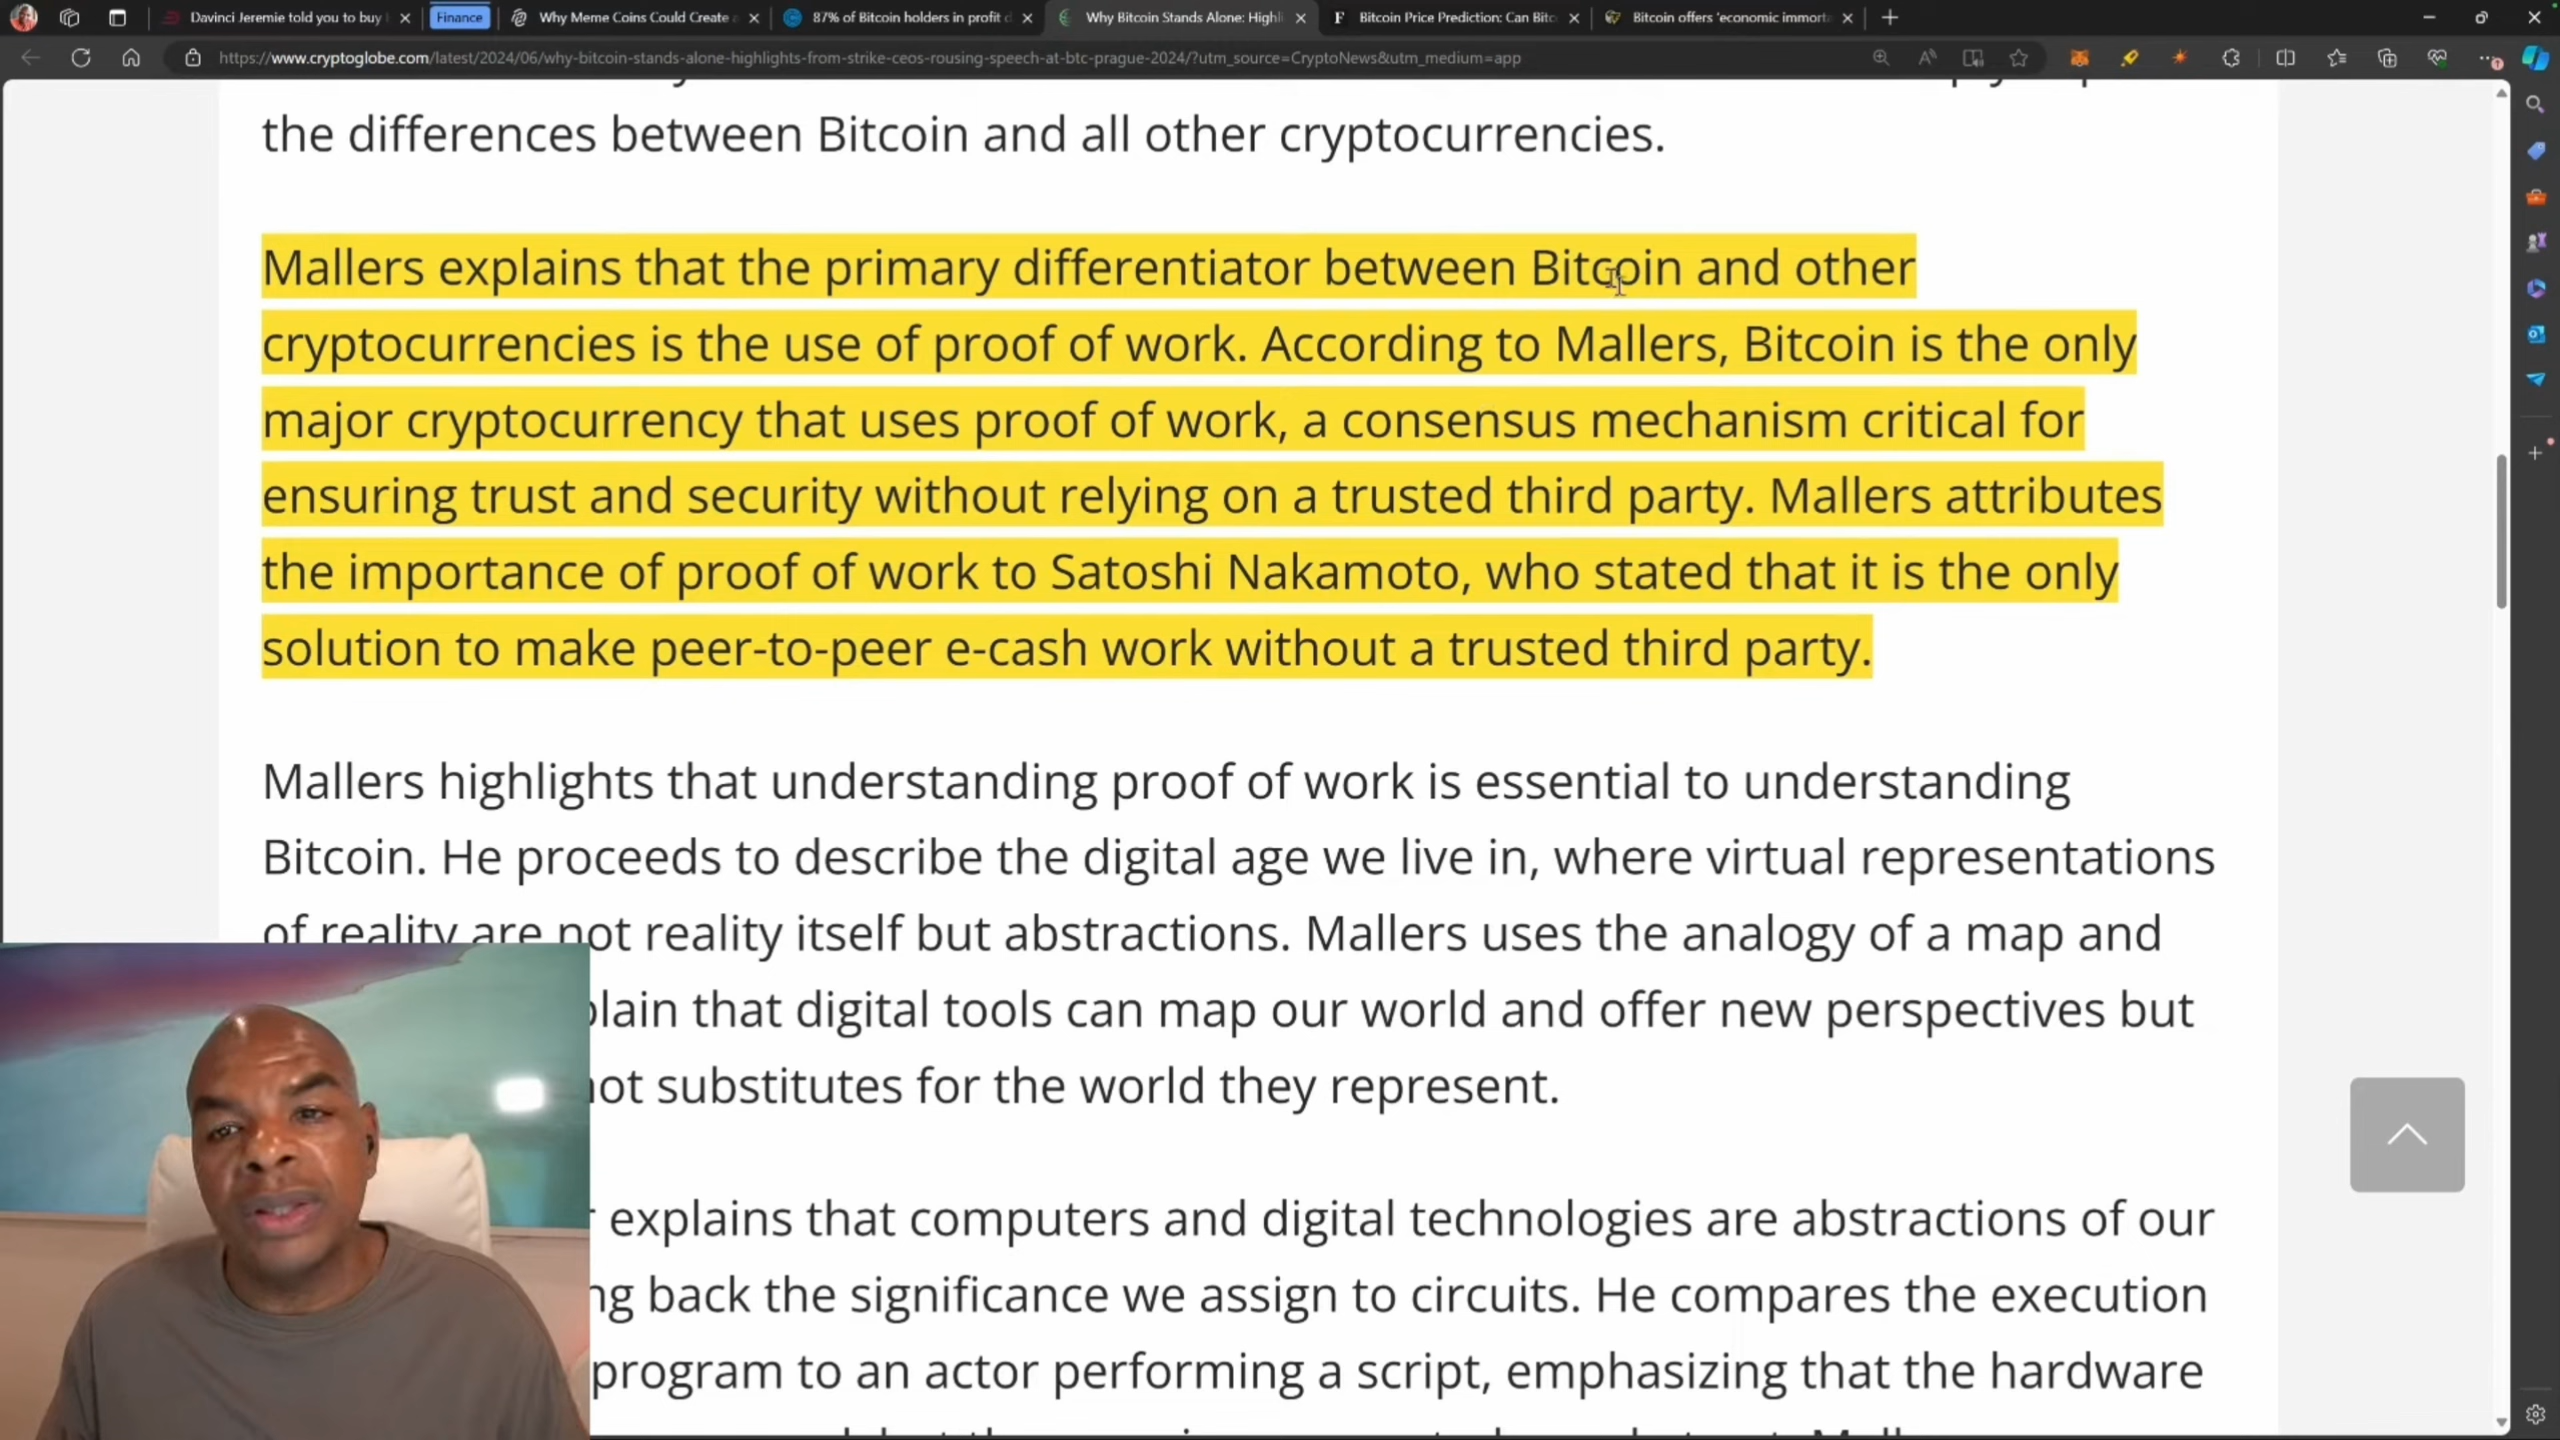 Davinci Jeremie told you to buy
Finance
Why Meme Coins Could Create
87% of Bitcoin holders in profit
Why Bitcoin Stands Alone: Highl
Bitcoin Price Prediction: Can Bitc
Bitcoin offers 'economic immort
https://www.cryptoglobe.com/latest/2024/06/why-bitcoin-stands-alone-highlights-from-strike-ceos-rousing-speech-at-btc-prague-2024/?utm_source=CryptoNews&utm_medium=app
the differences between Bitcoin and all other cryptocurrencies.
Mallers explains that the primary differentiator between Bitcoin and other
cryptocurrencies is the use of proof of work. According to Mallers, Bitcoin is the only
major cryptocurrency that uses proof of work, a consensus mechanism critical for
ensuring trust and security without relying on a trusted third party. Mallers attributes
the importance of proof of work to Satoshi Nakamoto, who stated that it is the only
solution to make peer-to-peer e-cash work without a trusted third party.
Mallers highlights that understanding proof of work is essential to understanding
Bitcoin. He proceeds to describe the digital age we live in, where virtual representations
of reality are not reality itself but abstractions. Mallers uses the analogy of a map and
plain that digital tools can map our world and offer new perspectives but
not substitutes for the world they represent.
r explains that computers and digital technologies are abstractions of our
ng back the significance we assign to circuits. He compares the execution
program to an actor performing a script, emphasizing that the hardware